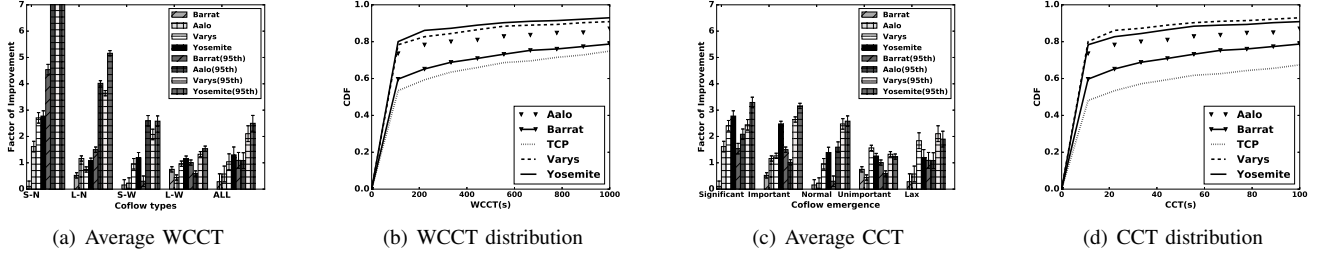 7
6
5
4
3
2
1
0
Factor of Improvement
Barrat
Aalo
Varys
Yosemite
Barrat(95th)
Aalo(95th)
Varys(95th)
Yosemite(95th)
S-N L-N S-W L-W ALL
Coflow types
(a) Average WCCT
1.0
0.8
0.6
0.4
0.2
0.0
CDF
Aalo
Barrat
TCP
Varys
Yosemite
0 200 400 600 800 1000
WCCT(s)
(b) WCCT distribution
7
6
5
4
3
2
1
0
Factor of Improvement
Barrat
Aalo
Varys
Yosemite
Barrat(95th)
Aalo(95th)
Varys(95th)
Yosemite(95th)
Significant Important Normal Unimportant Lax
Coflow emergence
(c) Average CCT
1.0
0.8
0.6
0.4
0.2
0.0
CDF
Aalo
Barrat
TCP
Varys
Yosemite
0 20 40 60 80 100
CCT(s)
(d) CCT distribution